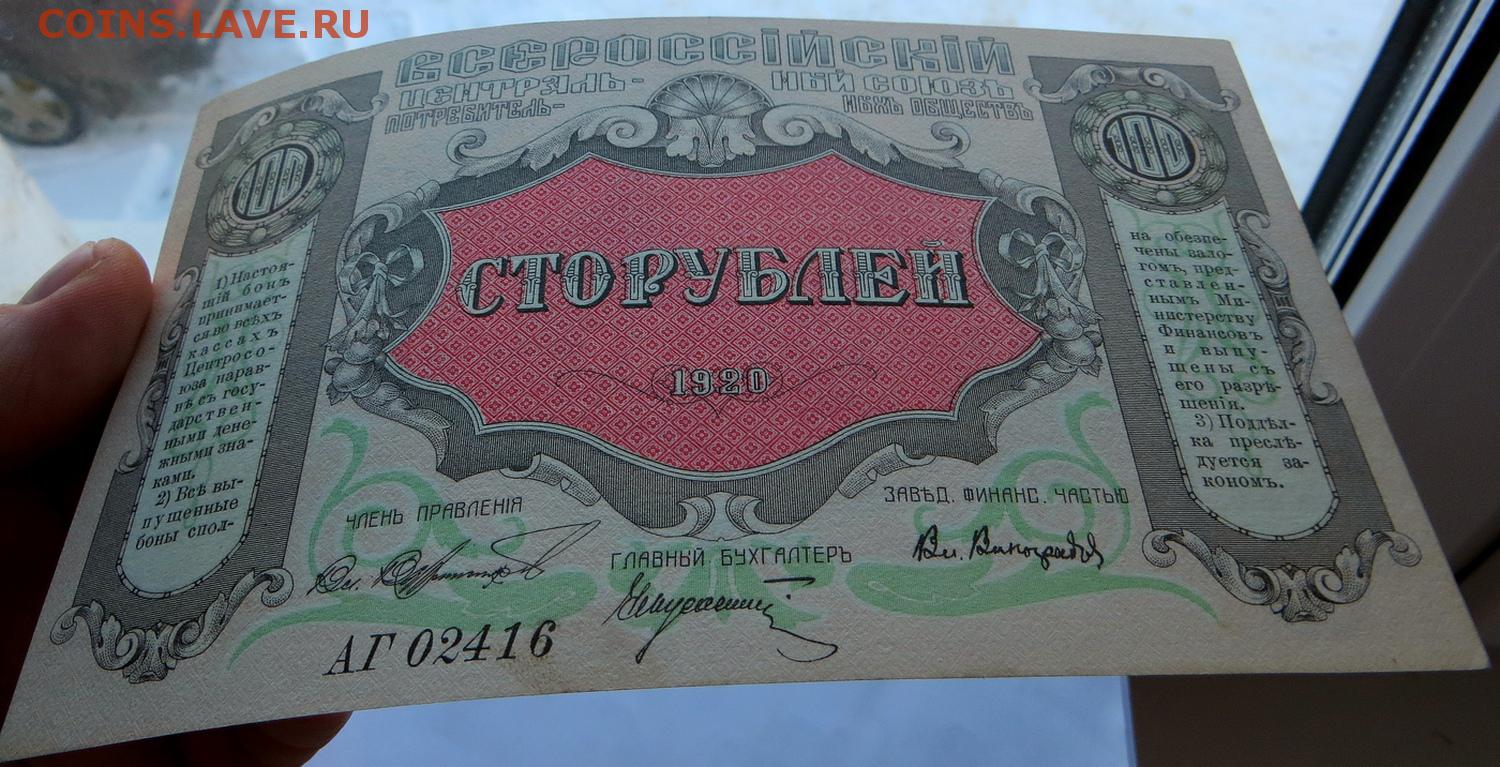 COINS.LAVE.RU
ВСЕРОССІЙСКІЙ
ЦЕНТРАЛЬ- НЫЙ СОЮЗЪ
ПОТРЕБИТЕЛЬ- НЫХЪ ОБЩЕСТВЪ
100
1) Настоя-
щій бонъ
принимает-
ся во всѣхъ
кассахъ
Центросо-
юза нарав-
нѣ съ госу-
дарствен-
ными дене-
жными зна-
ками.
2) Всѣ вы-
пущенные
боны спол-
СТО РУБЛЕЙ
1920
100
на обезпе-
чены зало-
гомъ, пред-
ставлен-
нымъ Ми-
нистерству
Финансовъ
и выпу-
щены съ
его разрѣ-
шенія.
3) Поддѣл-
ка преслѣ-
дуется за-
кономъ.
ЧЛЕНЪ ПРАВЛЕНІЯ
ГЛАВНЫЙ БУХГАЛТЕРЪ
ЗАВѢД. ФИНАНС. ЧАСТЬЮ
Вл. Виноградов
АГ 02416